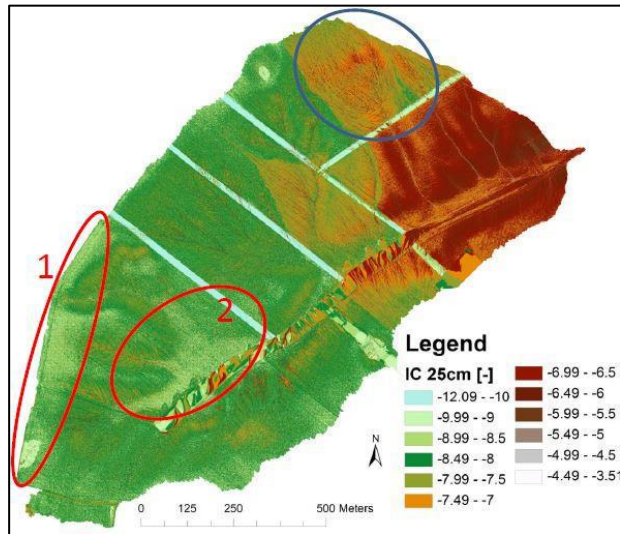 1
2
Legend
IC 25cm [-]
-12.09 - -10
-9.99 - -9
-8.99 - -8.5
-8.49 - -8
-7.99 - -7.5
-7.49 - -7
-6.99 - -6.5
-6.49 - -6
-5.99 - -5.5
-5.49 - -5
-4.99 - -4.5
-4.49 - -3.51
N
0 125 250 500 Meters